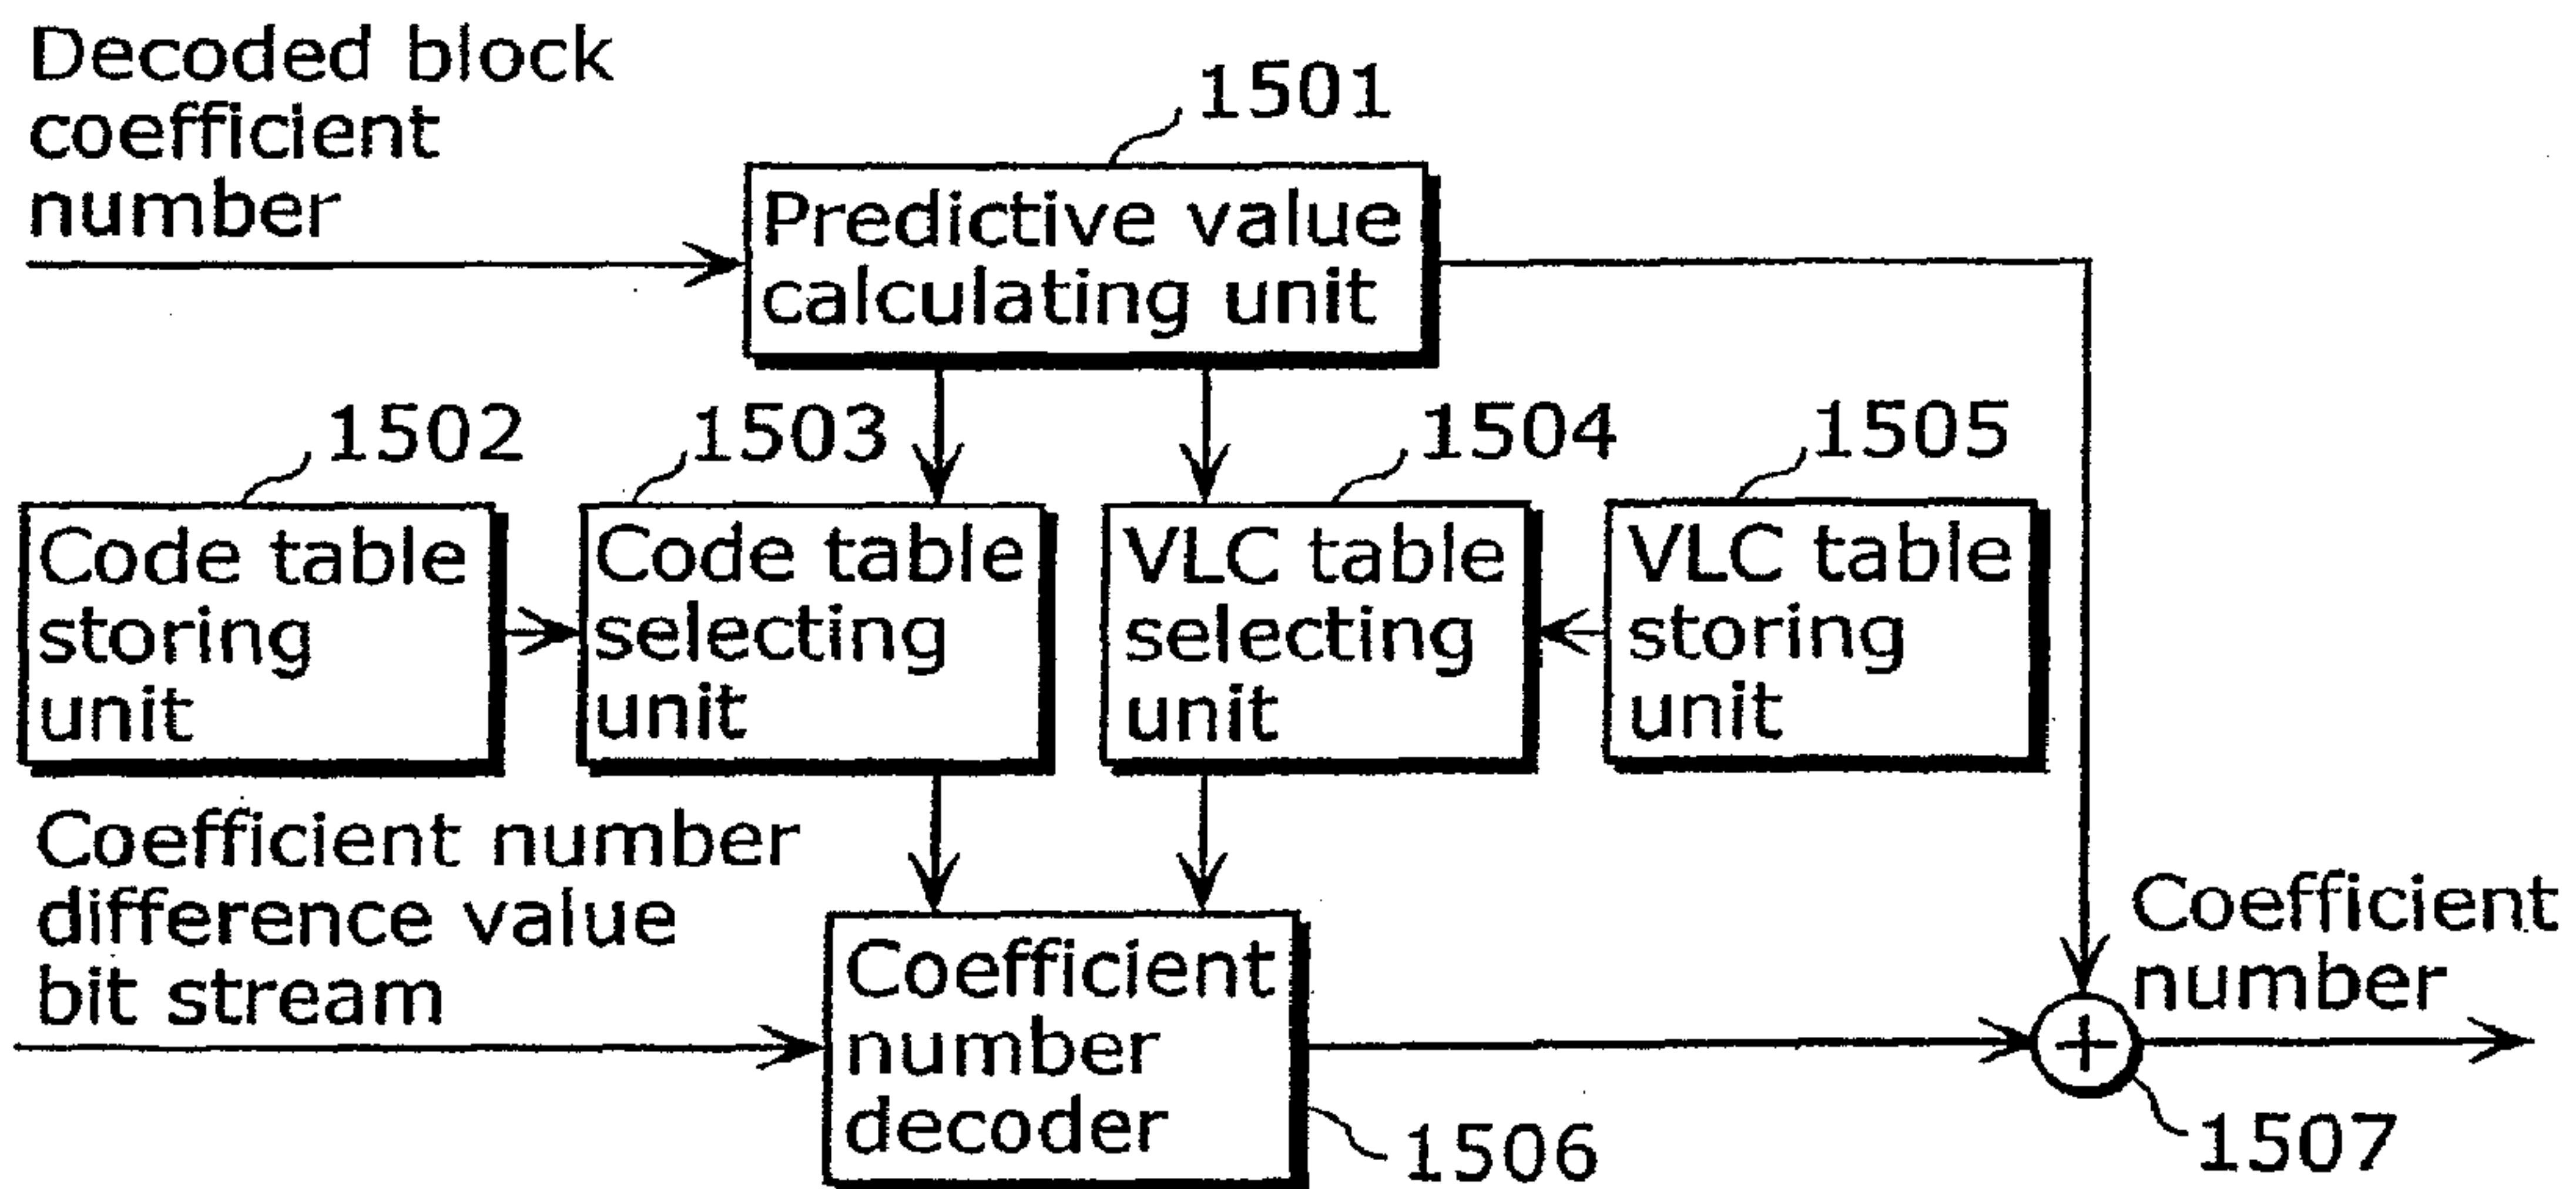 Decoded block
coefficient
number
1501
Predictive value
calculating unit
1502
1503
1504
1505
Code table
storing
unit
Code table
selecting
unit
VLC table
selecting
unit
VLC table
storing
unit
Coefficient number
difference value
bit stream
Coefficient
number
decoder
Coefficient
number
+
1506
1507